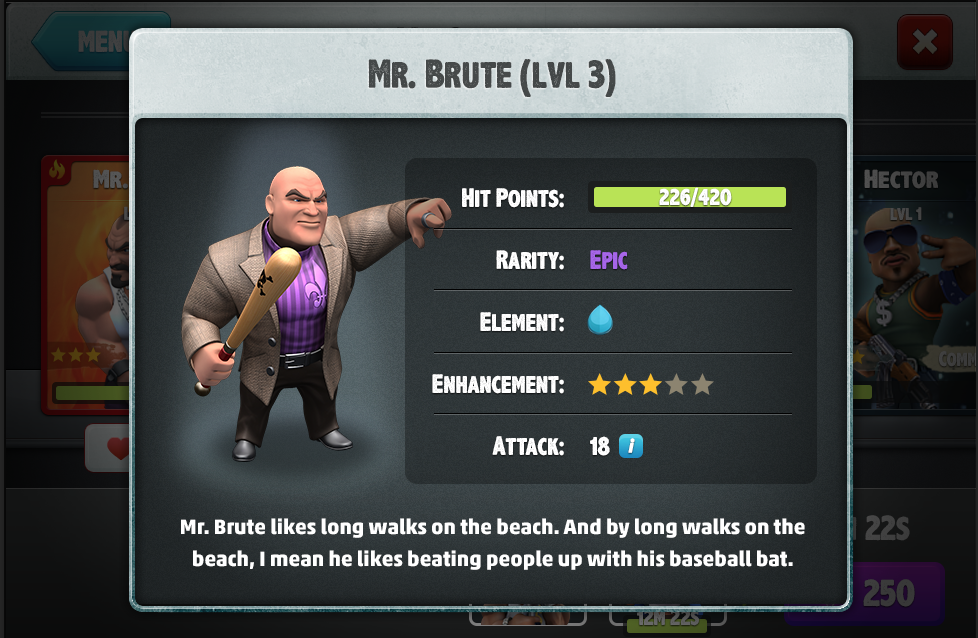 MENU
MR. BRUTE (LVL 3)
MR.
HECTOR
LVL 1
HIT POINTS: 226/420
RARITY: EPIC
ELEMENT:
ENHANCEMENT:
ATTACK: 18 i
Mr. Brute likes long walks on the beach. And by long walks on the
beach, I mean he likes beating people up with his baseball bat.
22S
250
12M 22S